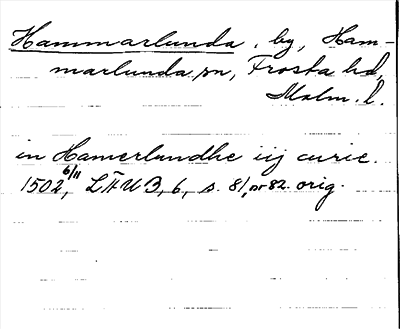 Hammarlunda, by, Ham-
marlunda sn, Frosta hd,
Malm. l.
in Hamerlundhe iij curie.
1502 6/11, LÄUB, 6, s. 81, nr 82. orig.